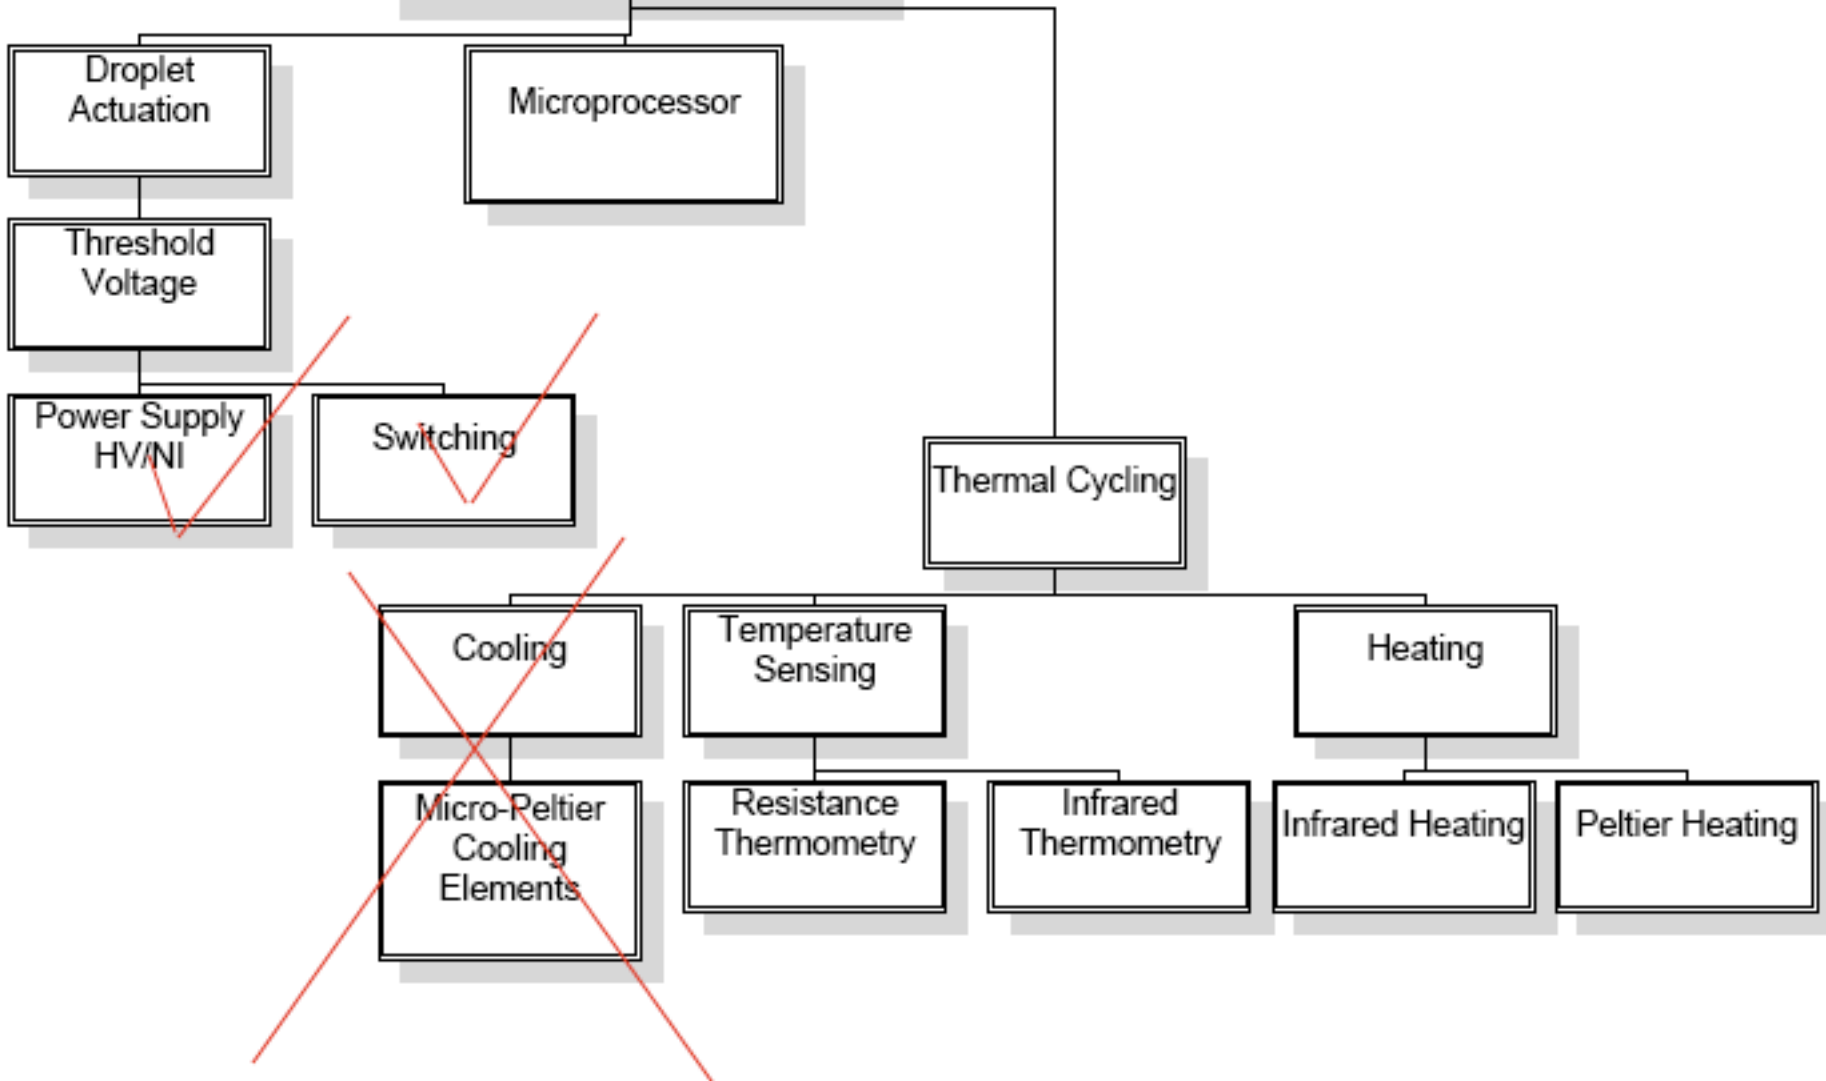 Droplet
Actuation
Microprocessor
Threshold
Voltage
Power Supply
HV/NI
Switching
Thermal Cycling
Cooling
Temperature
Sensing
Heating
Micro-Peltier
Cooling
Elements
Resistance
Thermometry
Infrared
Thermometry
Infrared Heating
Peltier Heating